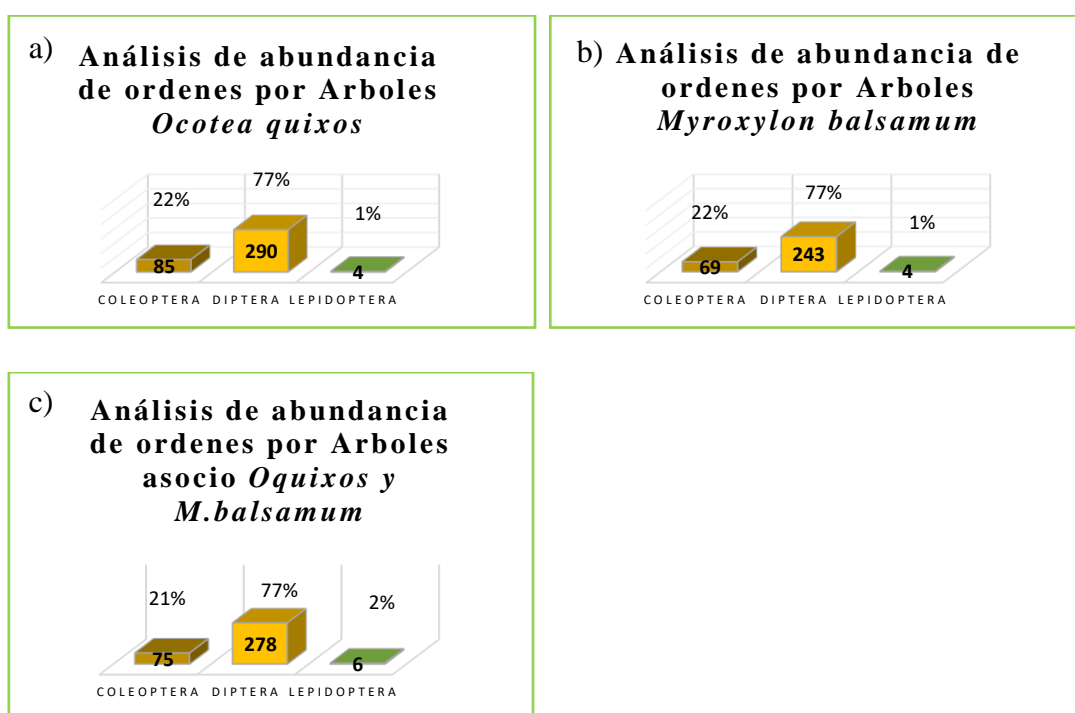 a)
Análisis de abundancia
de ordenes por Arboles
Ocotea quixos
22%
77%
1%
85
290
4
COLEOPTERA DIPTERA LEPIDOPTERA
b)
Análisis de abundancia de
ordenes por Arboles
Myroxylon balsamum
22%
77%
1%
69
243
4
COLEOPTERA DIPTERA LEPIDOPTERA
c)
Análisis de abundancia
de ordenes por Arboles
asocio Oquixos y
M.balsamum
21%
77%
2%
75
278
6
COLEOPTERA DIPTERA LEPIDOPTERA